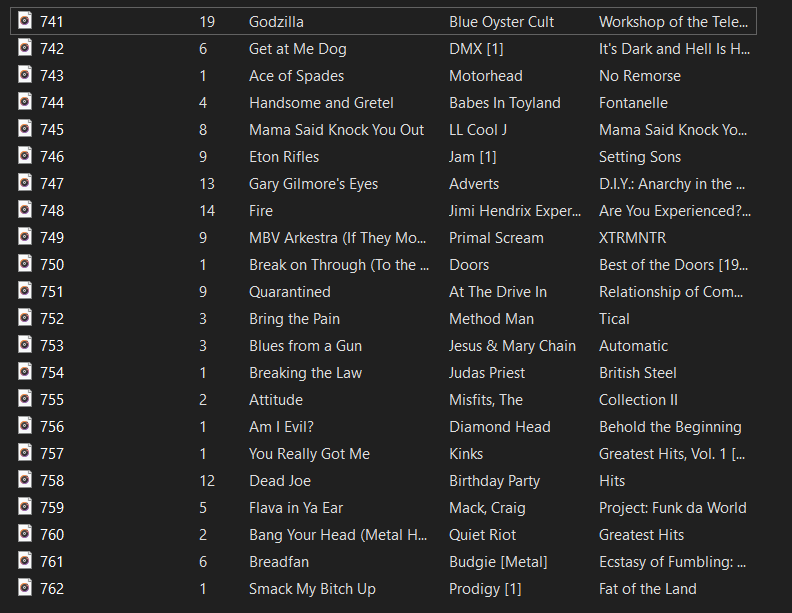 741 19 Godzilla Blue Oyster Cult Workshop of the Tele...
742 6 Get at Me Dog DMX [1] It's Dark and Hell Is H...
743 1 Ace of Spades Motorhead No Remorse
744 4 Handsome and Gretel Babes In Toyland Fontanelle
745 8 Mama Said Knock You Out LL Cool J Mama Said Knock Yo...
746 9 Eton Rifles Jam [1] Setting Sons
747 13 Gary Gilmore's Eyes Adverts D.I.Y.: Anarchy in the ...
748 14 Fire Jimi Hendrix Exper... Are You Experienced?...
749 9 MBV Arkestra (If They Mo... Primal Scream XTRMNTR
750 1 Break on Through (To the ... Doors Best of the Doors [19...
751 9 Quarantined At The Drive In Relationship of Com...
752 3 Bring the Pain Method Man Tical
753 3 Blues from a Gun Jesus & Mary Chain Automatic
754 1 Breaking the Law Judas Priest British Steel
755 2 Attitude Misfits, The Collection II
756 1 Am I Evil? Diamond Head Behold the Beginning
757 1 You Really Got Me Kinks Greatest Hits, Vol. 1 [...
758 12 Dead Joe Birthday Party Hits
759 5 Flava in Ya Ear Mack, Craig Project: Funk da World
760 2 Bang Your Head (Metal H... Quiet Riot Greatest Hits
761 6 Breadfan Budgie [Metal] Ecstasy of Fumbling: ...
762 1 Smack My Bitch Up Prodigy [1] Fat of the Land